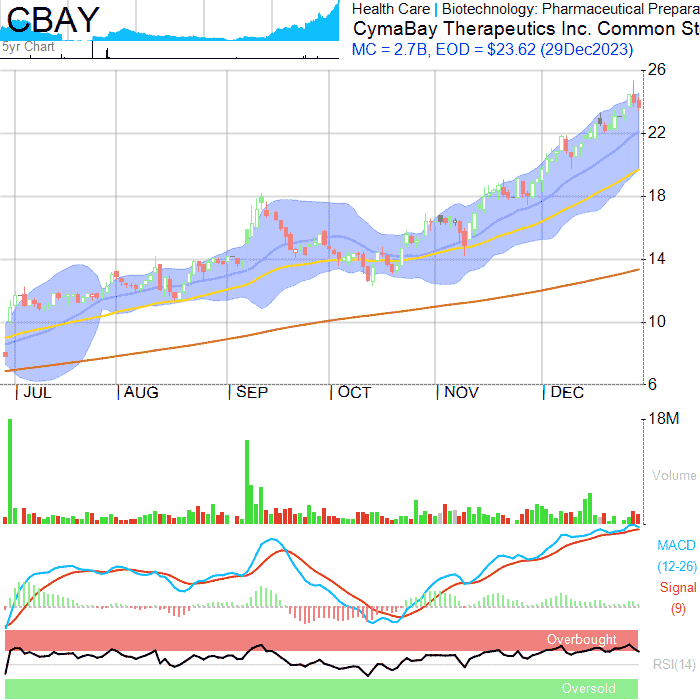 CBAY
5yr Chart
Health Care | Biotechnology: Pharmaceutical Prepara
CymaBay Therapeutics Inc. Common St
MC = 2.7B, EOD = $23.62 (29Dec2023)
26
22
18
14
10
6
| JUL | AUG | SEP | OCT | NOV | DEC
18M
Volume
MACD
(12-26)
Signal
(9)
Overbought
RSI(14)
Oversold